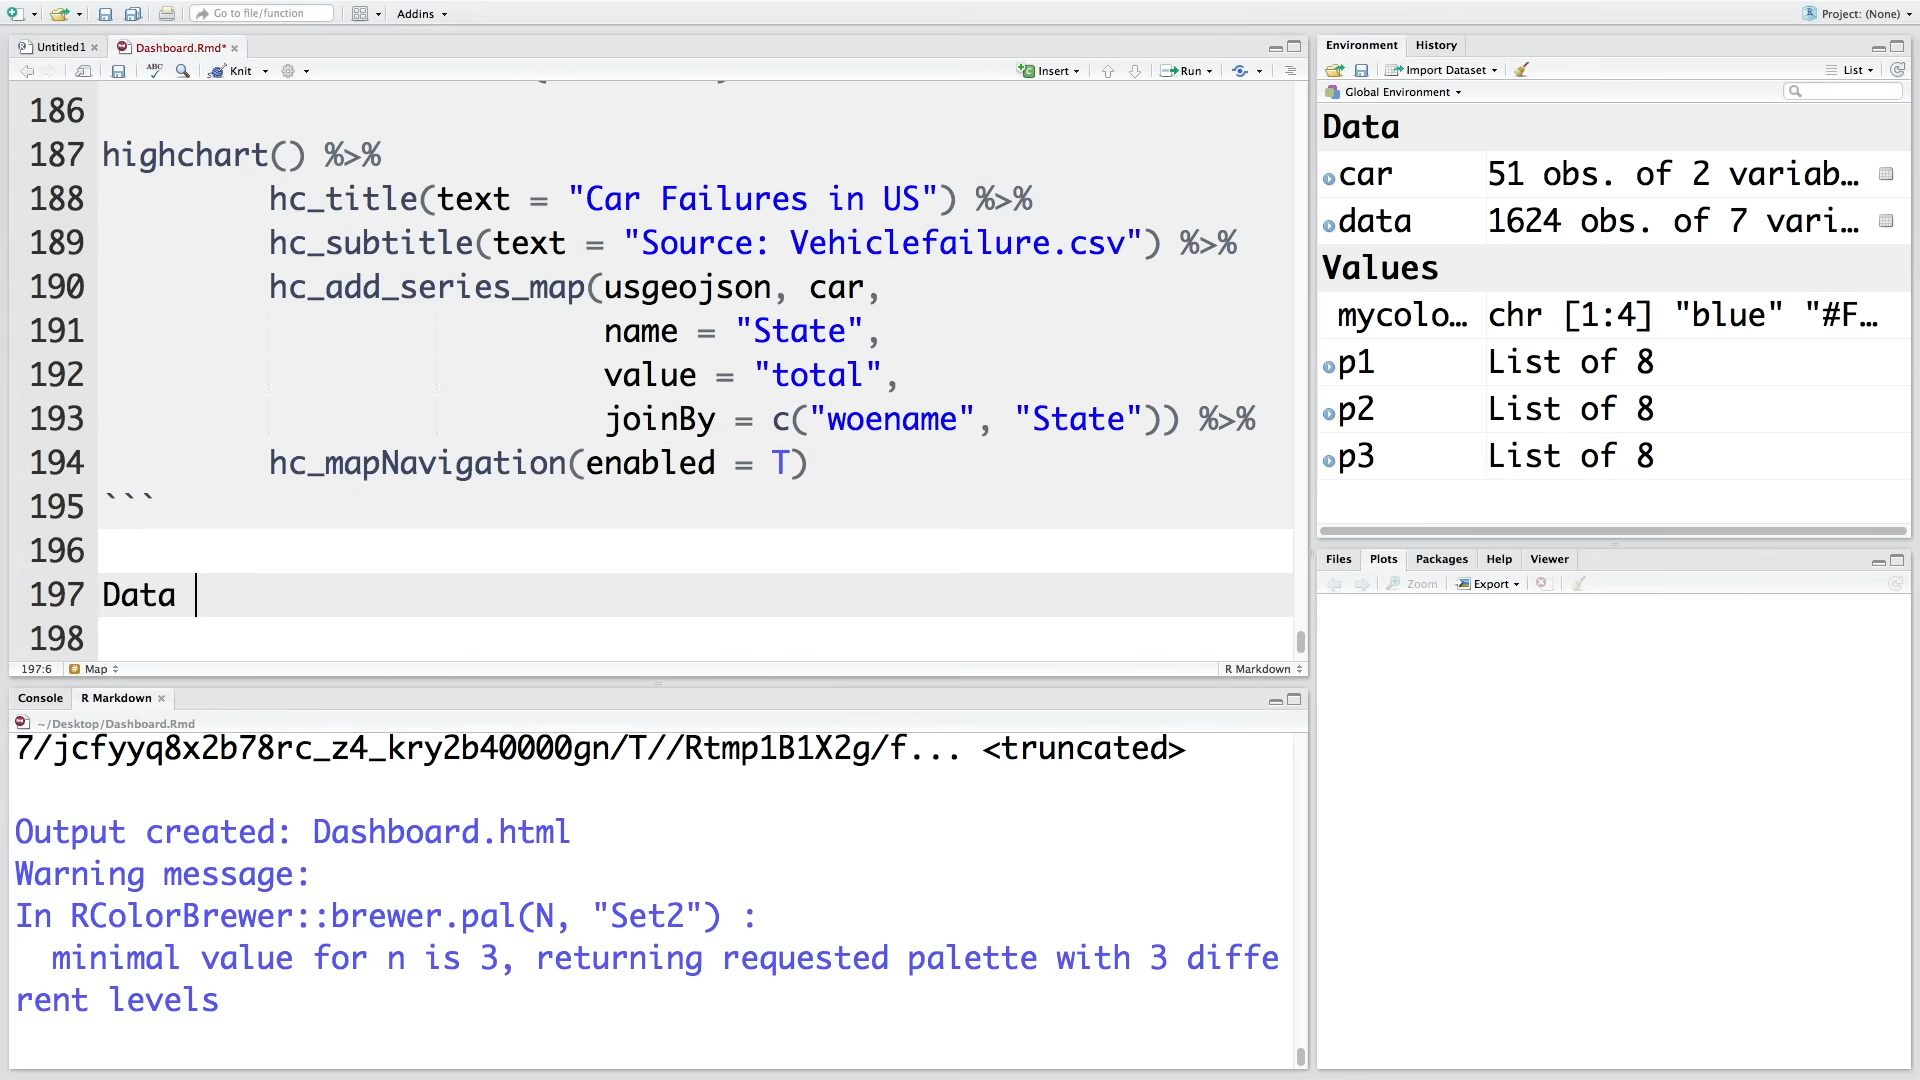 Go to file/function
Addins
Project: (None)
Untitled1
Dashboard.Rmd*
ABC
Knit
Insert
Run
186
187 highchart() %>%
188 hc_title(text = "Car Failures in US") %>%
189 hc_subtitle(text = "Source: Vehiclefailure.csv") %>%
190 hc_add_series_map(usgeojson, car,
191 name = "State",
192 value = "total",
193 joinBy = c("woename", "State")) %>%
194 hc_mapNavigation(enabled = T)
195 ```
196
197 Data
198
197:6
# Map
R Markdown
Console
R Markdown
~/Desktop/Dashboard.Rmd
7/jcfyyq8x2b78rc_z4_kry2b40000gn/T//Rtmp1B1X2g/f... <truncated>
Output created: Dashboard.html
Warning message:
In RColorBrewer::brewer.pal(N, "Set2") :
minimal value for n is 3, returning requested palette with 3 diffe
rent levels
Environment
History
Import Dataset
List
Global Environment
Data
car 51 obs. of 2 variab…
data 1624 obs. of 7 vari…
Values
mycolo… chr [1:4] "blue" "#F…
p1 List of 8
p2 List of 8
p3 List of 8
Files
Plots
Packages
Help
Viewer
Zoom
Export